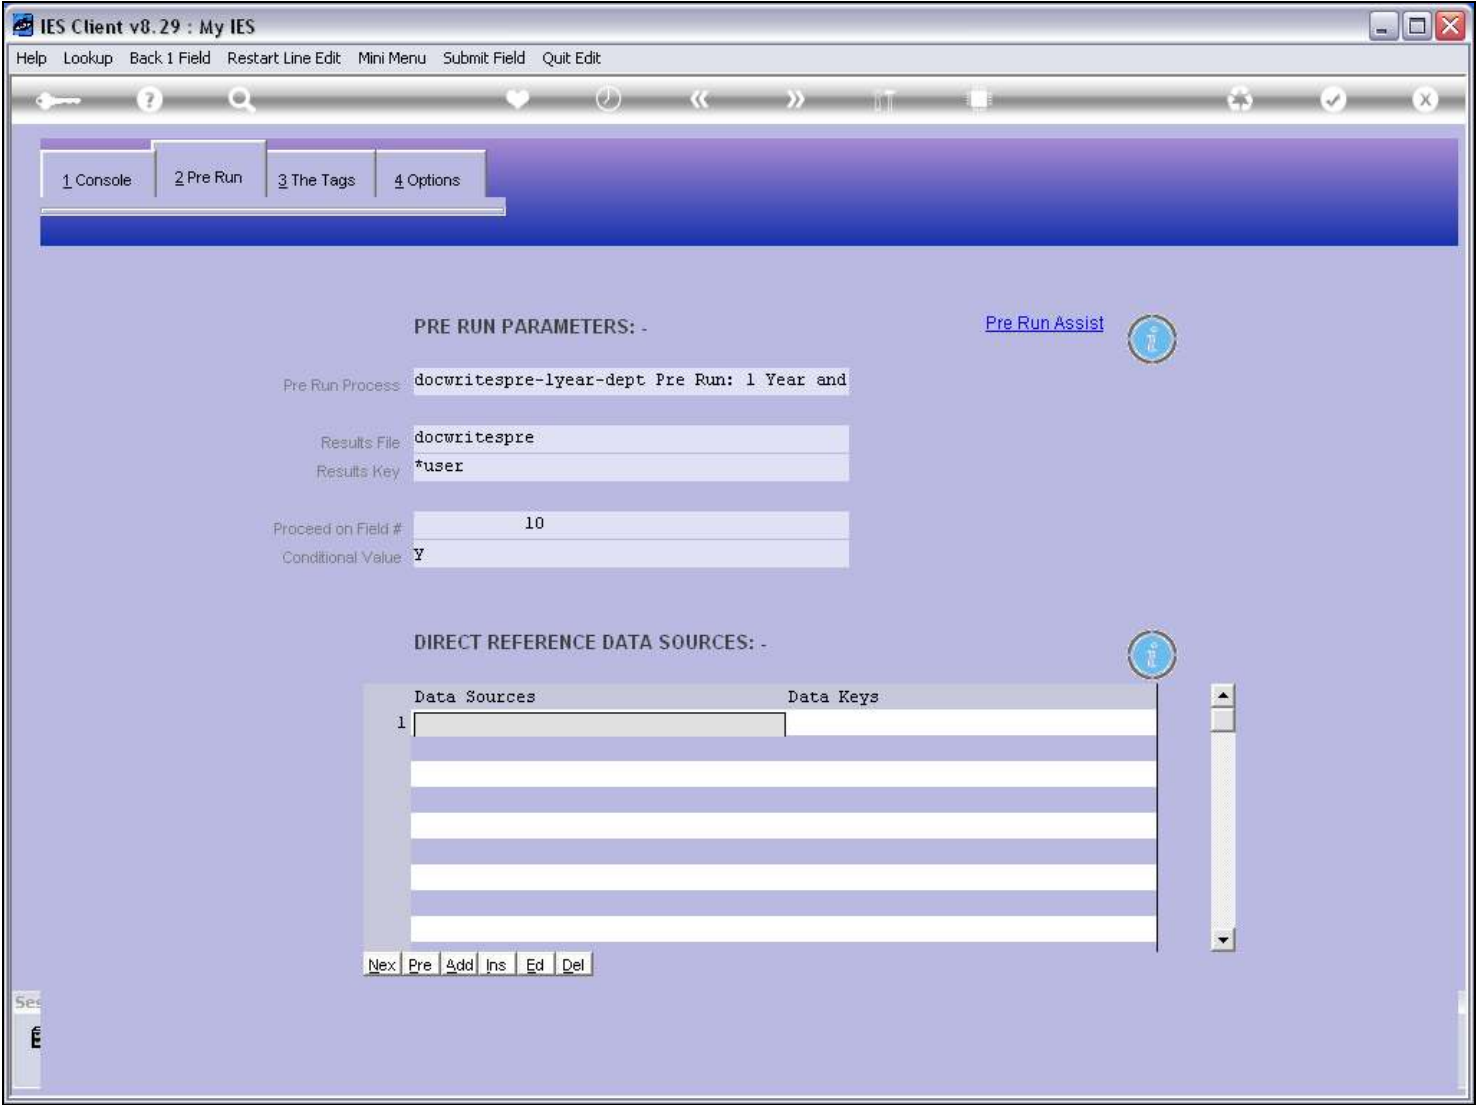 IES Client v8.29 : My IES
Help Lookup Back 1 Field Restart Line Edit Mini Menu Submit Field Quit Edit
1 Console 2 Pre Run 3 The Tags 4 Options
PRE RUN PARAMETERS: - Pre Run Assist
Pre Run Process docwritespre-1year-dept Pre Run: 1 Year and
Results File docwritespre
Results Key *user
Proceed on Field # 10
Conditional Value Y
DIRECT REFERENCE DATA SOURCES: -
Data Sources Data Keys
1
Nex Pre Add Ins Ed Del
Ses